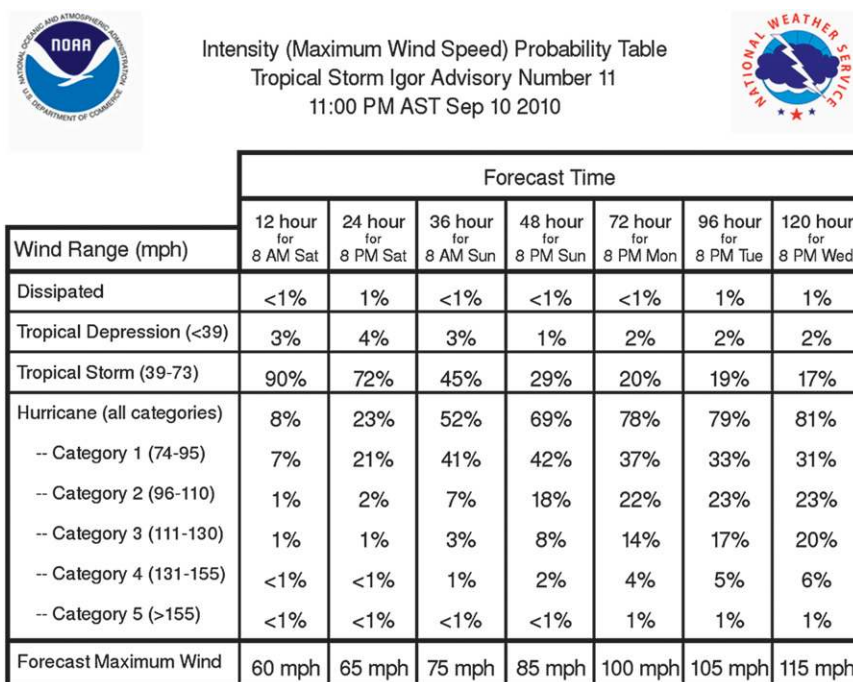 NATIONAL OCEANIC AND ATMOSPHERIC ADMINISTRATION
NOAA
U.S. DEPARTMENT OF COMMERCE
Intensity (Maximum Wind Speed) Probability Table
Tropical Storm Igor Advisory Number 11
11:00 PM AST Sep 10 2010
NATIONAL WEATHER SERVICE
Forecast Time
Wind Range (mph) 12 hour for 8 AM Sat 24 hour for 8 PM Sat 36 hour for 8 AM Sun 48 hour for 8 PM Sun 72 hour for 8 PM Mon 96 hour for 8 PM Tue 120 hour for 8 PM Wed
Dissipated <1% 1% <1% <1% <1% 1% 1%
Tropical Depression (<39) 3% 4% 3% 1% 2% 2% 2%
Tropical Storm (39-73) 90% 72% 45% 29% 20% 19% 17%
Hurricane (all categories) 8% 23% 52% 69% 78% 79% 81%
-- Category 1 (74-95) 7% 21% 41% 42% 37% 33% 31%
-- Category 2 (96-110) 1% 2% 7% 18% 22% 23% 23%
-- Category 3 (111-130) 1% 1% 3% 8% 14% 17% 20%
-- Category 4 (131-155) <1% <1% 1% 2% 4% 5% 6%
-- Category 5 (>155) <1% <1% <1% <1% 1% 1% 1%
Forecast Maximum Wind 60 mph 65 mph 75 mph 85 mph 100 mph 105 mph 115 mph